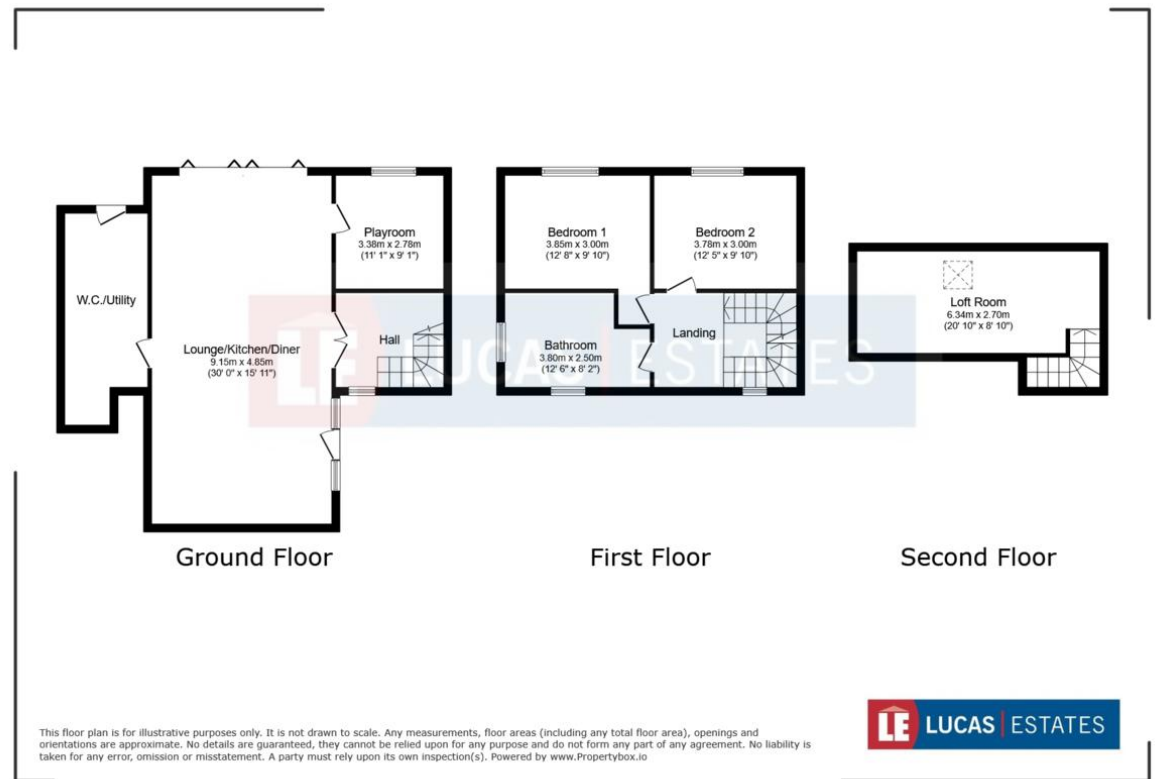 Playroom
3.38m x 2.78m
(11' 1" x 9' 1")
W.C./Utility
Lounge/Kitchen/Diner
9.15m x 4.85m
(30' 0" x 15' 11")
Hall
Ground Floor
Bedroom 1
3.85m x 3.00m
(12' 8" x 9' 10")
Bedroom 2
3.78m x 3.00m
(12' 5" x 9' 10")
Bathroom
3.80m x 2.50m
(12' 6" x 8' 2")
Landing
First Floor
Loft Room
6.34m x 2.70m
(20' 10" x 8' 10")
Second Floor
LE LUCAS ESTATES
This floor plan is for illustrative purposes only. It is not drawn to scale. Any measurements, floor areas (including any total floor area), openings and
orientations are approximate. No details are guaranteed, they cannot be relied upon for any purpose and do not form any part of any agreement. No liability is
taken for any error, omission or misstatement. A party must rely upon its own inspection(s). Powered by www.Propertybox.io
LE LUCAS ESTATES